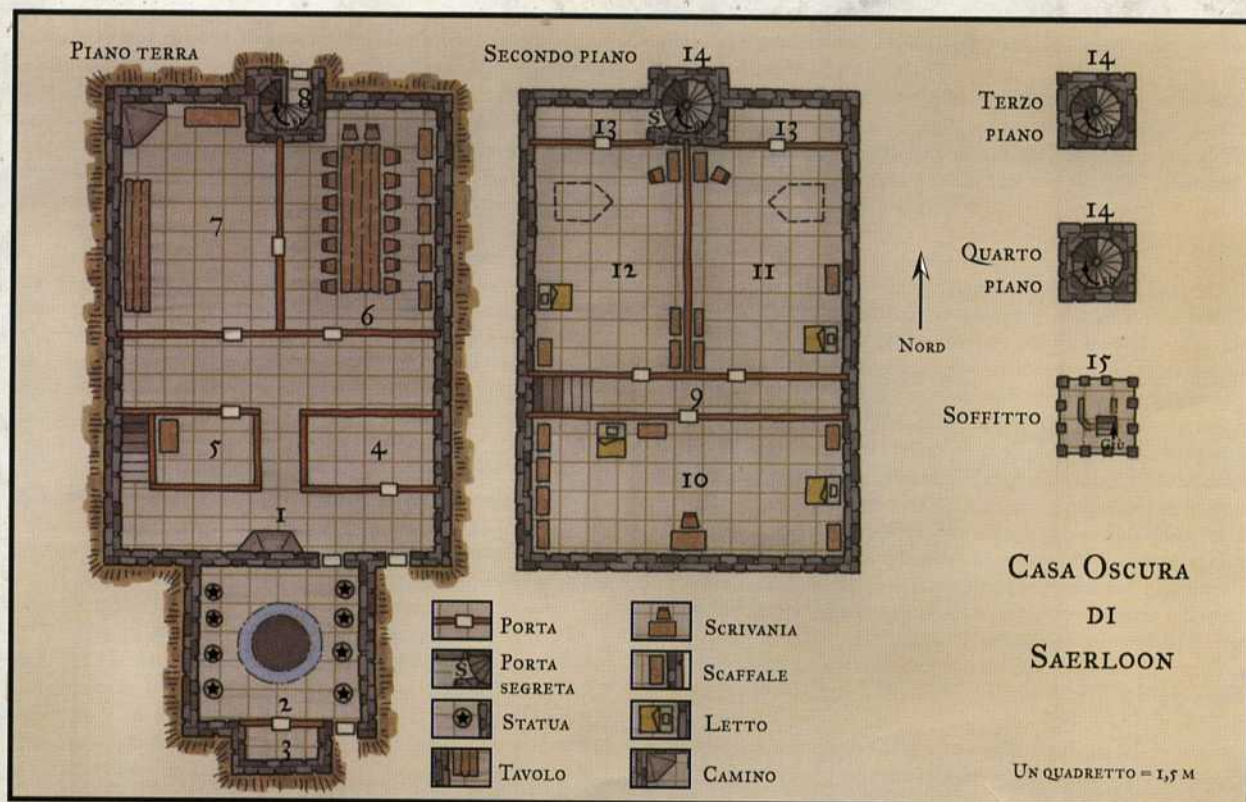 Piano terra
8
7
6
5
4
1
2
3
Secondo piano
14
S
13
13
12
11
9
10
14
Terzo
piano
14
Quarto
piano
Nord
15
Soffitto
Giù
Casa Oscura
di
Saerloon
Porta
S
Porta
segreta
Statua
Tavolo
Scrivania
Scaffale
Letto
Camino
Un quadretto = 1,5 m